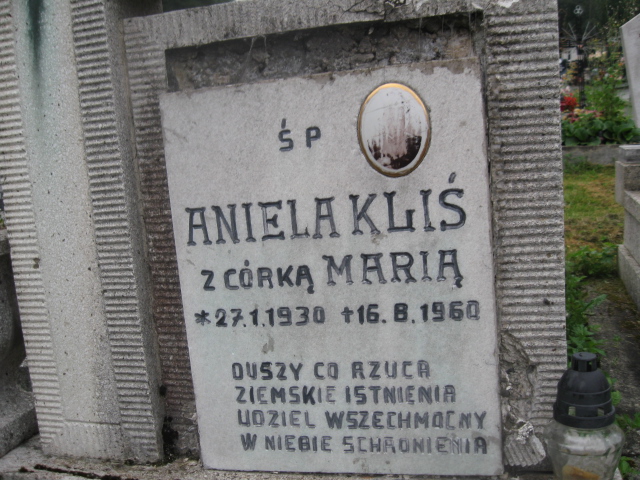 Ś P
ANIELA KLIŚ
Z CÓRKĄ MARIĄ
*27.1.1930 †16.8.1960
DUSZY CO RZUCA
ZIEMSKIE ISTNIENIA
UDZIEL WSZECHMOCNY
W NIEBIE SCHRONIENIA